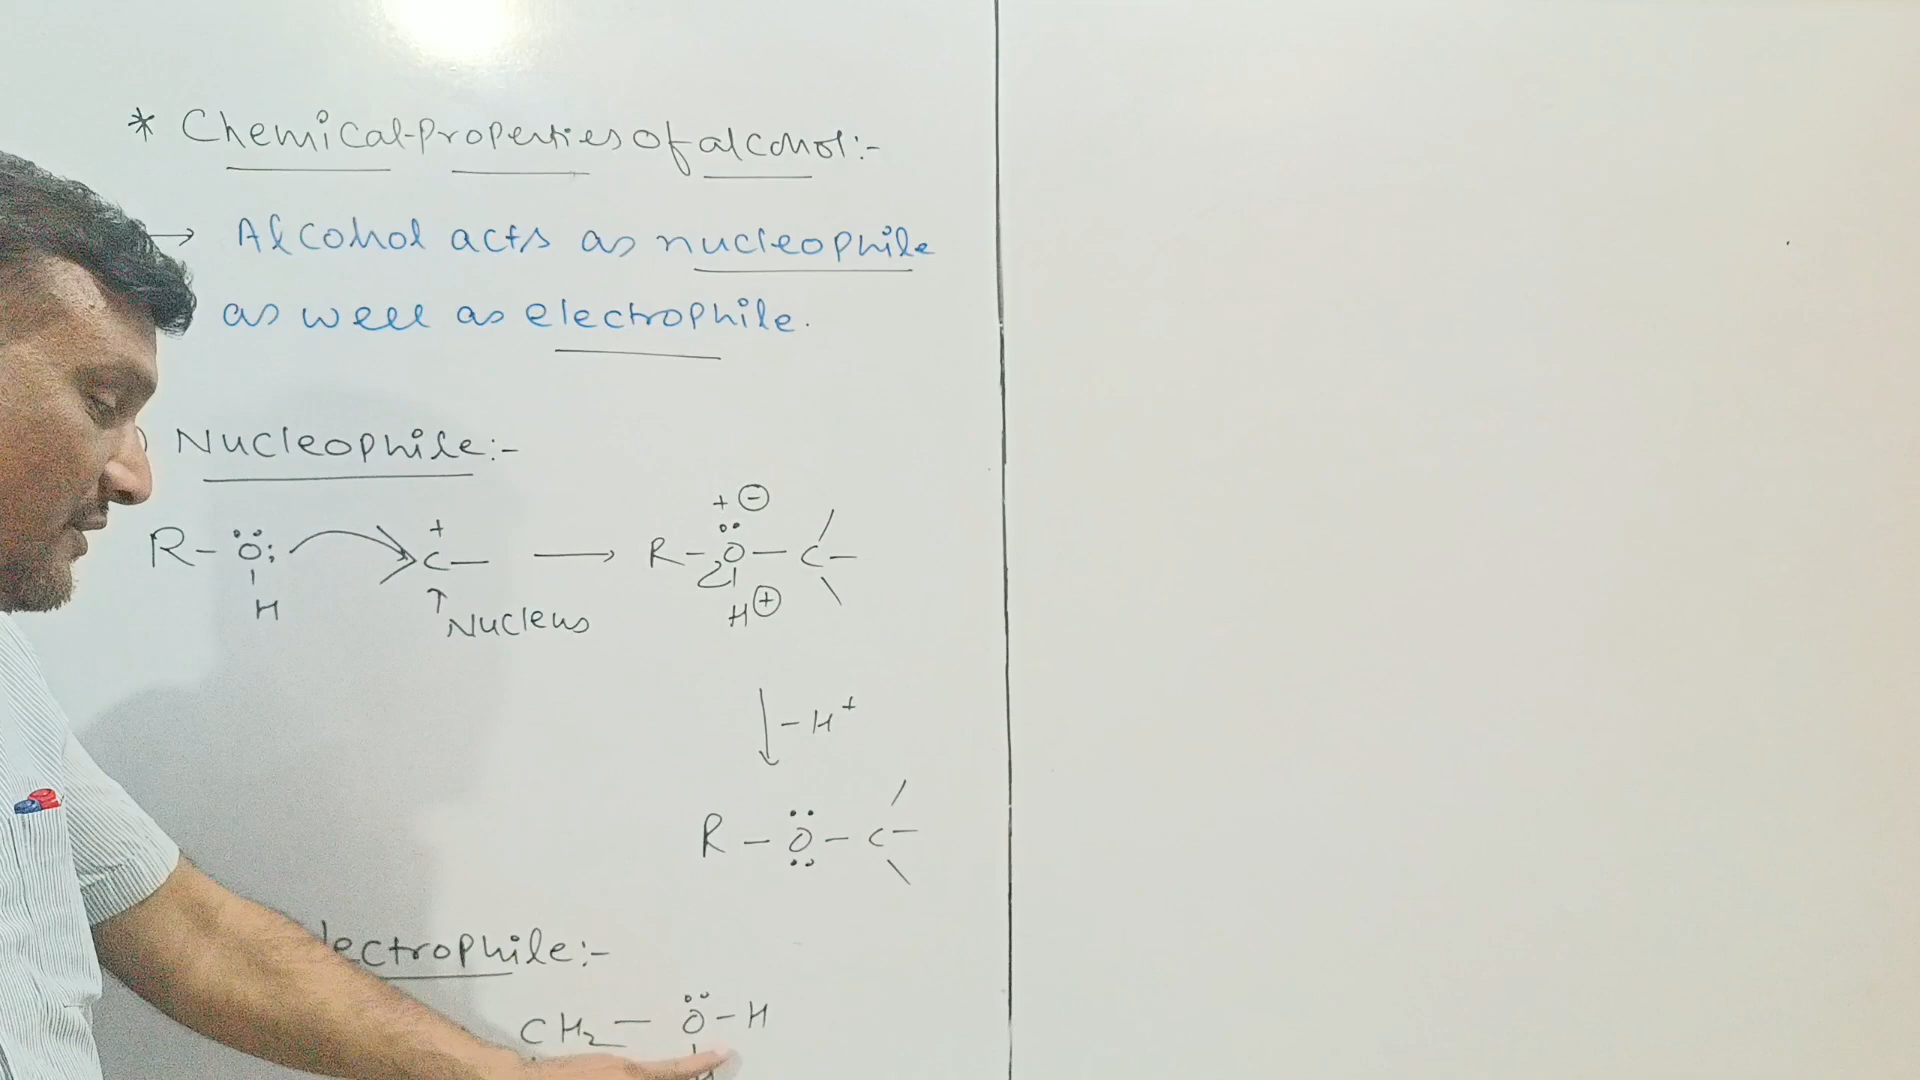 * Chemical-properties of alcohol:-
→ Alcohol acts as nucleophile
as well as electrophile.
Nucleophile:-
+ ⊖
R-Ö: C⁺— → R-Ö-C-
H ↑ Nucleus H⊕
↓ -H⁺
R - O - C -
lectrophile:-
CH₂ - Ö-H